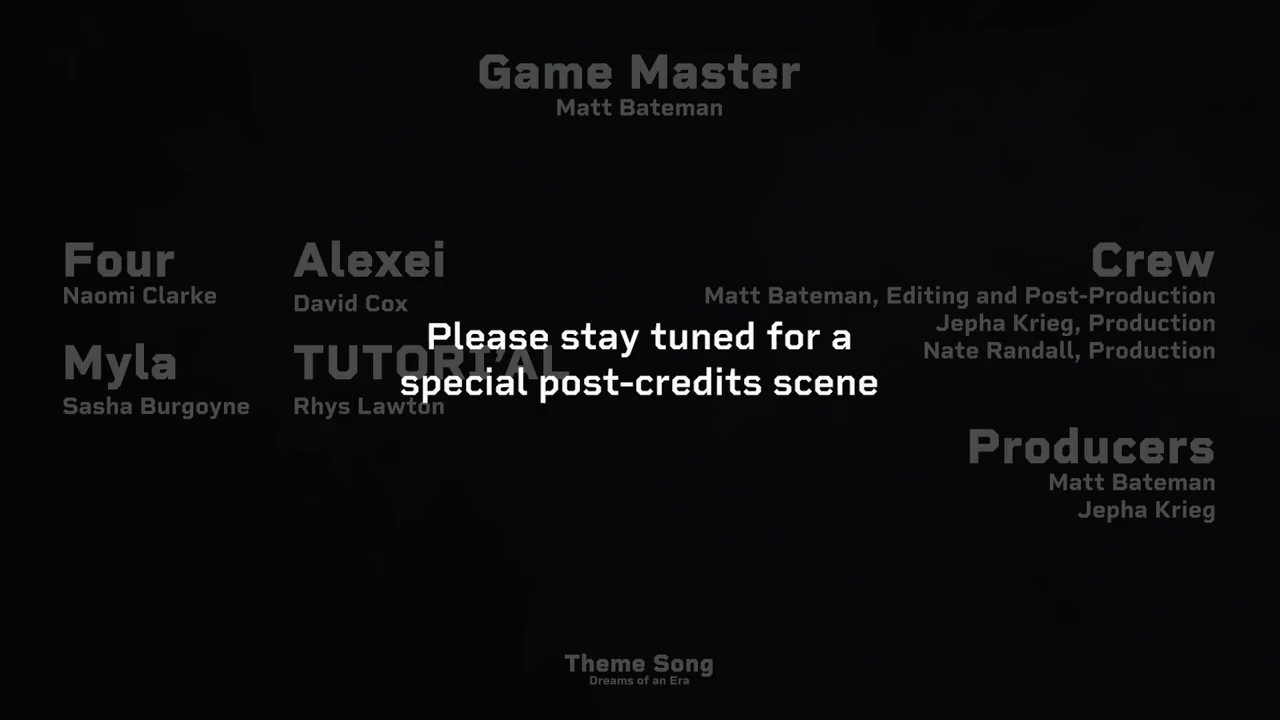 Game Master
Matt Bateman
Four
Naomi Clarke
Alexei
David Cox
Myla
Sasha Burgoyne
TUTORI'AL
Rhys Lawton
Please stay tuned for a
special post-credits scene
Crew
Matt Bateman, Editing and Post-Production
Jepha Krieg, Production
Nate Randall, Production
Producers
Matt Bateman
Jepha Krieg
Theme Song
Dreams of an Era